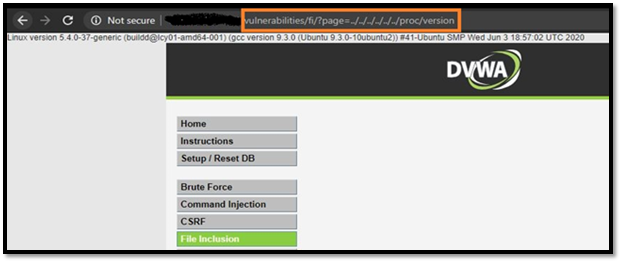 Not secure vulnerabilities/fi/?page=../../../../../../proc/version
Linux version 5.4.0-37-generic (buildd@lcy01-amd64-001) (gcc version 9.3.0 (Ubuntu 9.3.0-10ubuntu2)) #41-Ubuntu SMP Wed Jun 3 18:57:02 UTC 2020
DVWA
Home
Instructions
Setup / Reset DB
Brute Force
Command Injection
CSRF
File Inclusion